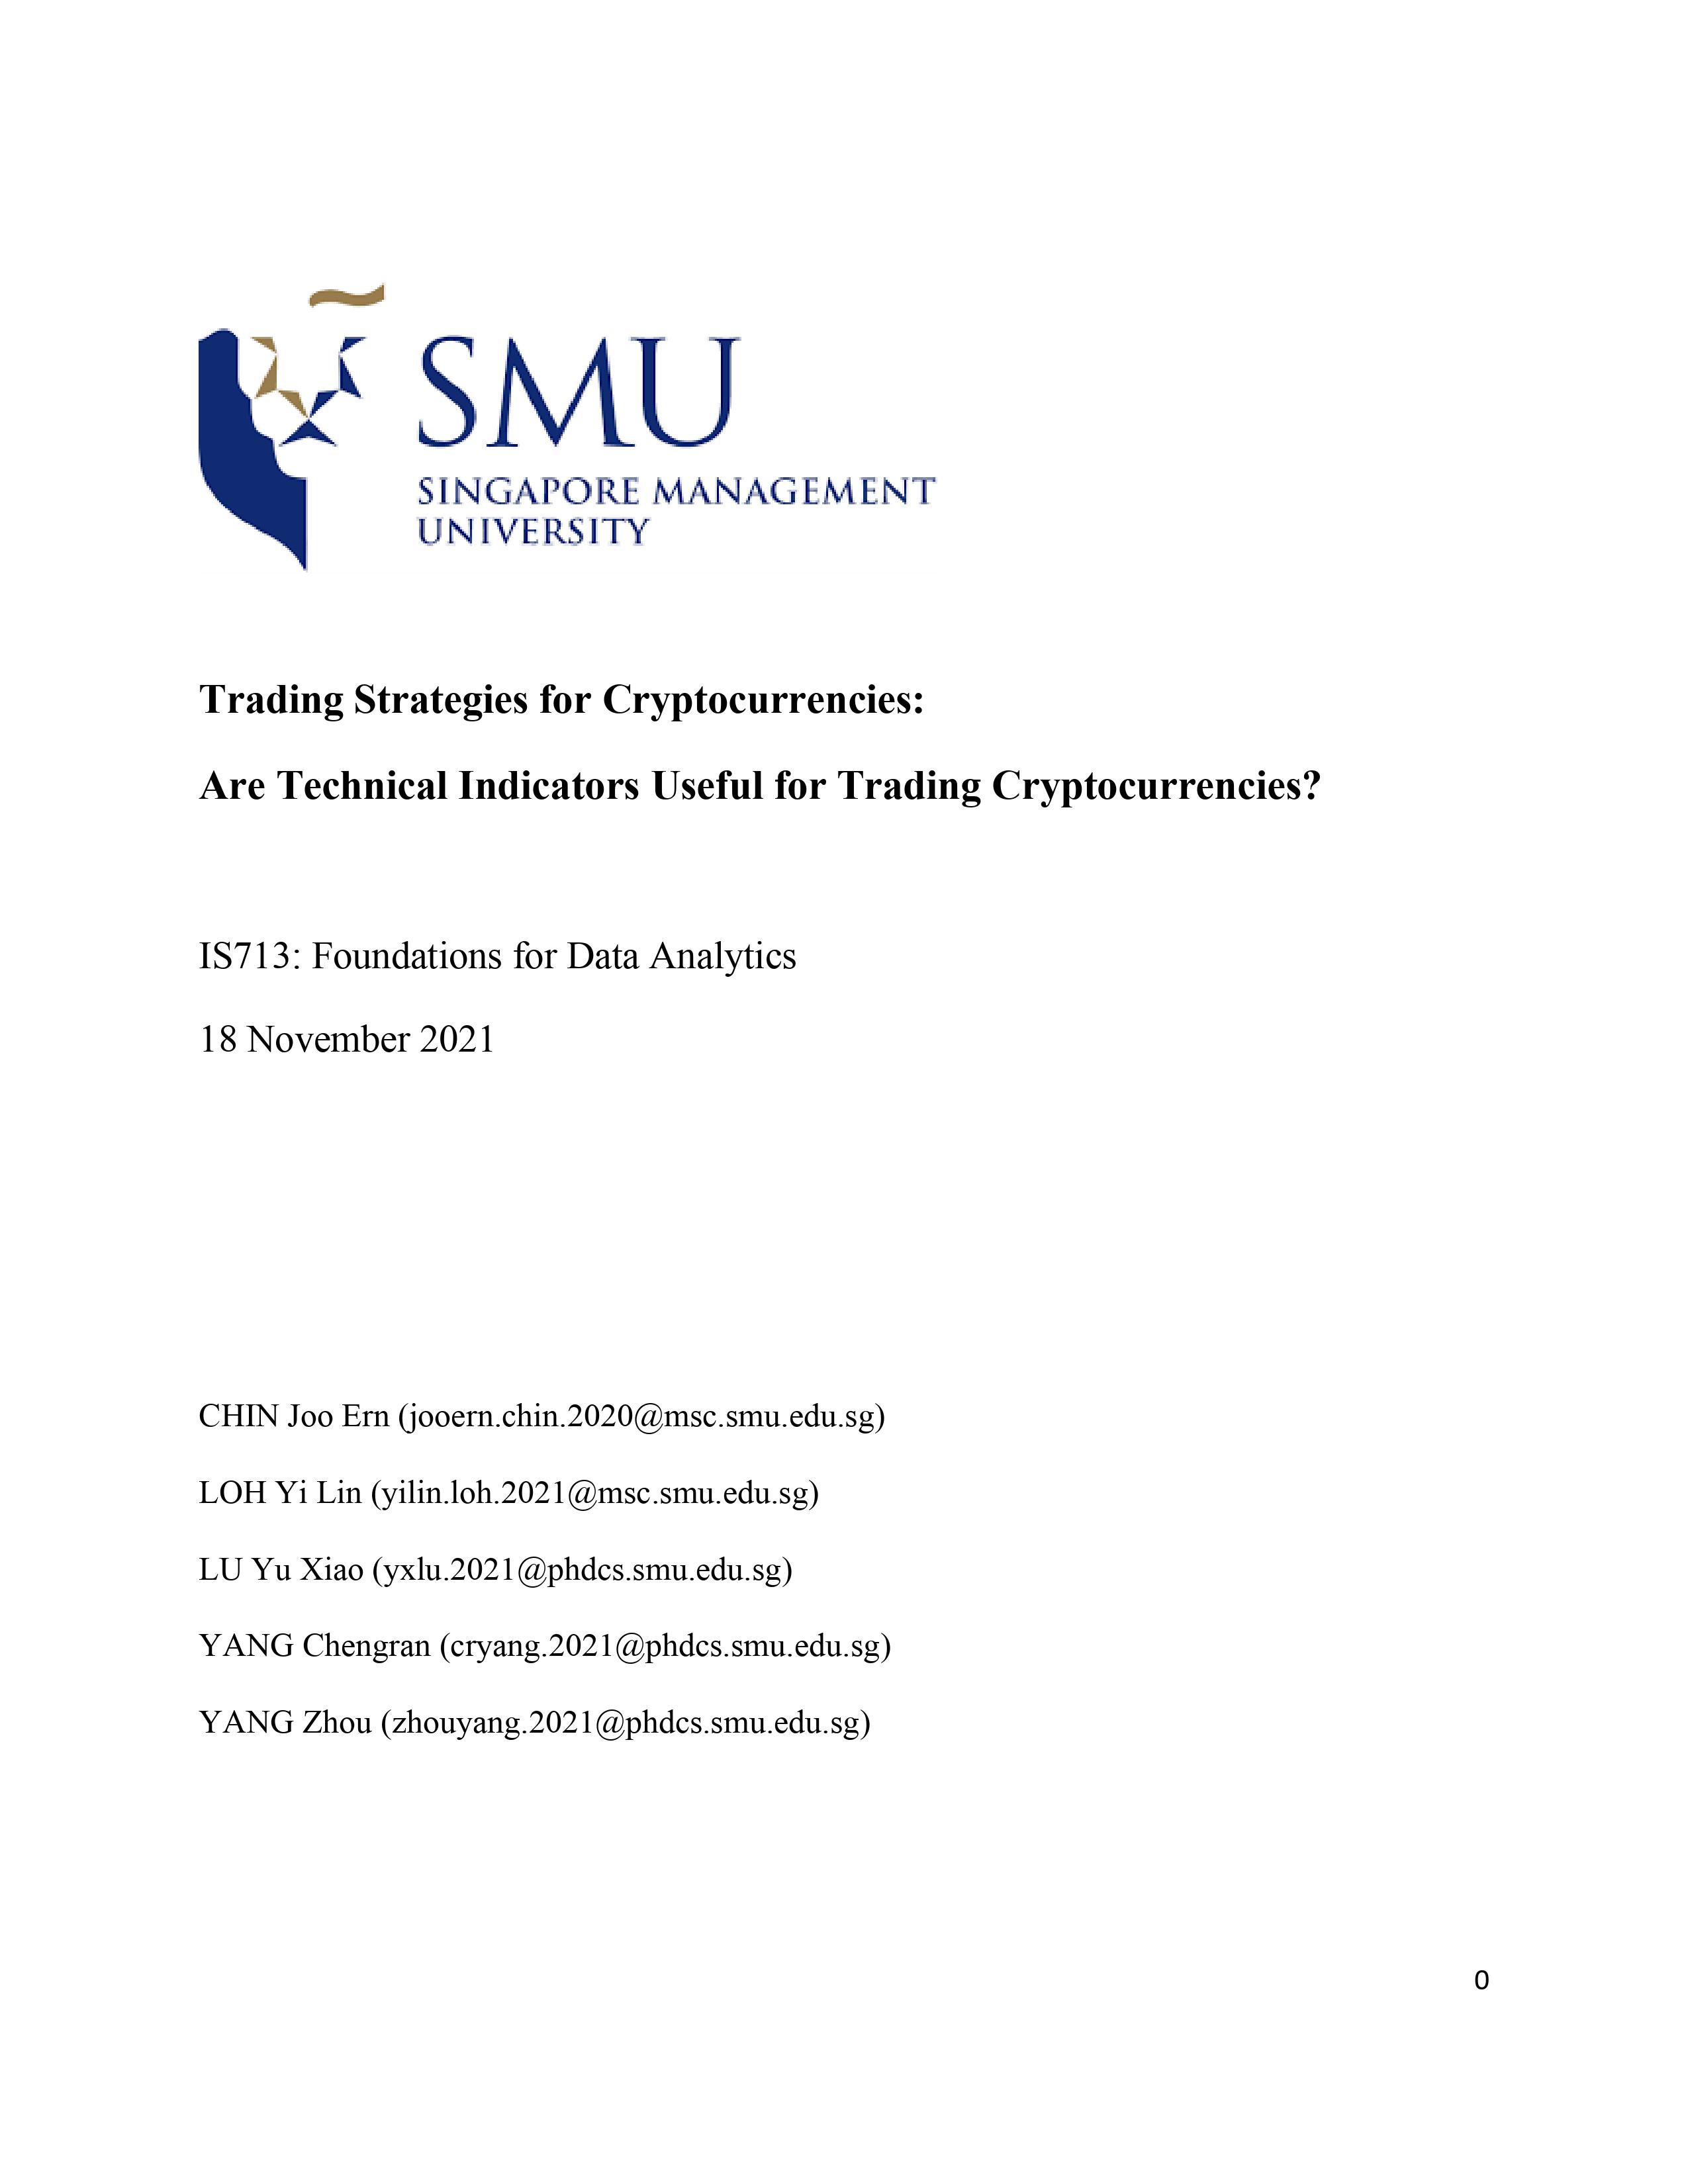 SMU
SINGAPORE MANAGEMENT
UNIVERSITY
Trading Strategies for Cryptocurrencies:
Are Technical Indicators Useful for Trading Cryptocurrencies?
IS713: Foundations for Data Analytics
18 November 2021
CHIN Joo Ern (jooern.chin.2020@msc.smu.edu.sg)
LOH Yi Lin (yilin.loh.2021@msc.smu.edu.sg)
LU Yu Xiao (yxlu.2021@phdcs.smu.edu.sg)
YANG Chengran (cryang.2021@phdcs.smu.edu.sg)
YANG Zhou (zhouyang.2021@phdcs.smu.edu.sg)
0